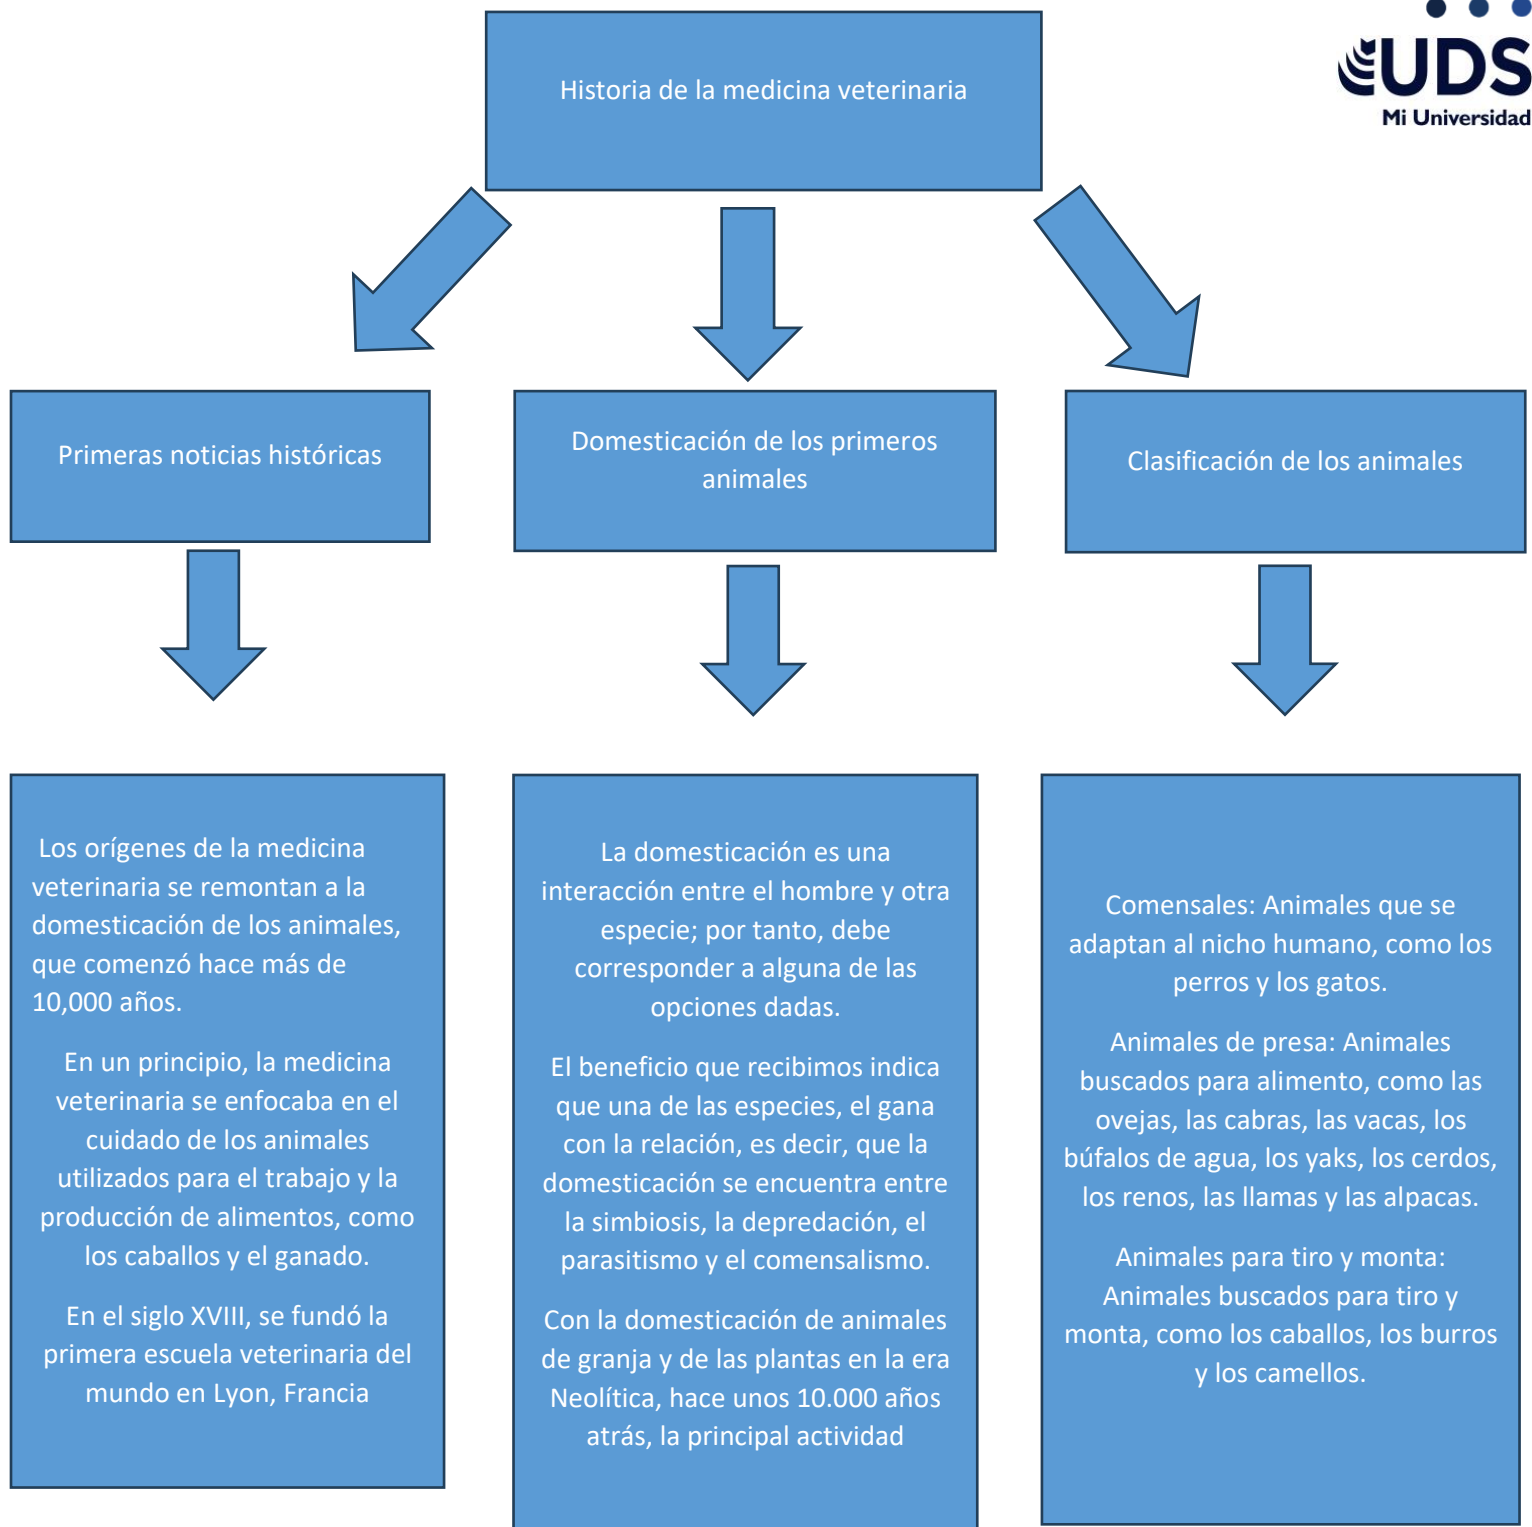 UDS
Mi Universidad
Historia de la medicina veterinaria
Primeras noticias históricas
Domesticación de los primeros
animales
Clasificación de los animales
Los orígenes de la medicina
veterinaria se remontan a la
domesticación de los animales,
que comenzó hace más de
10,000 años.
En un principio, la medicina
veterinaria se enfocaba en el
cuidado de los animales
utilizados para el trabajo y la
producción de alimentos, como
los caballos y el ganado.
En el siglo XVIII, se fundó la
primera escuela veterinaria del
mundo en Lyon, Francia
La domesticación es una
interacción entre el hombre y otra
especie; por tanto, debe
corresponder a alguna de las
opciones dadas.
El beneficio que recibimos indica
que una de las especies, el gana
con la relación, es decir, que la
domesticación se encuentra entre
la simbiosis, la depredación, el
parasitismo y el comensalismo.
Con la domesticación de animales
de granja y de las plantas en la era
Neolítica, hace unos 10.000 años
atrás, la principal actividad
Comensales: Animales que se
adaptan al nicho humano, como los
perros y los gatos.
Animales de presa: Animales
buscados para alimento, como las
ovejas, las cabras, las vacas, los
búfalos de agua, los yaks, los cerdos,
los renos, las llamas y las alpacas.
Animales para tiro y monta:
Animales buscados para tiro y
monta, como los caballos, los burros
y los camellos.